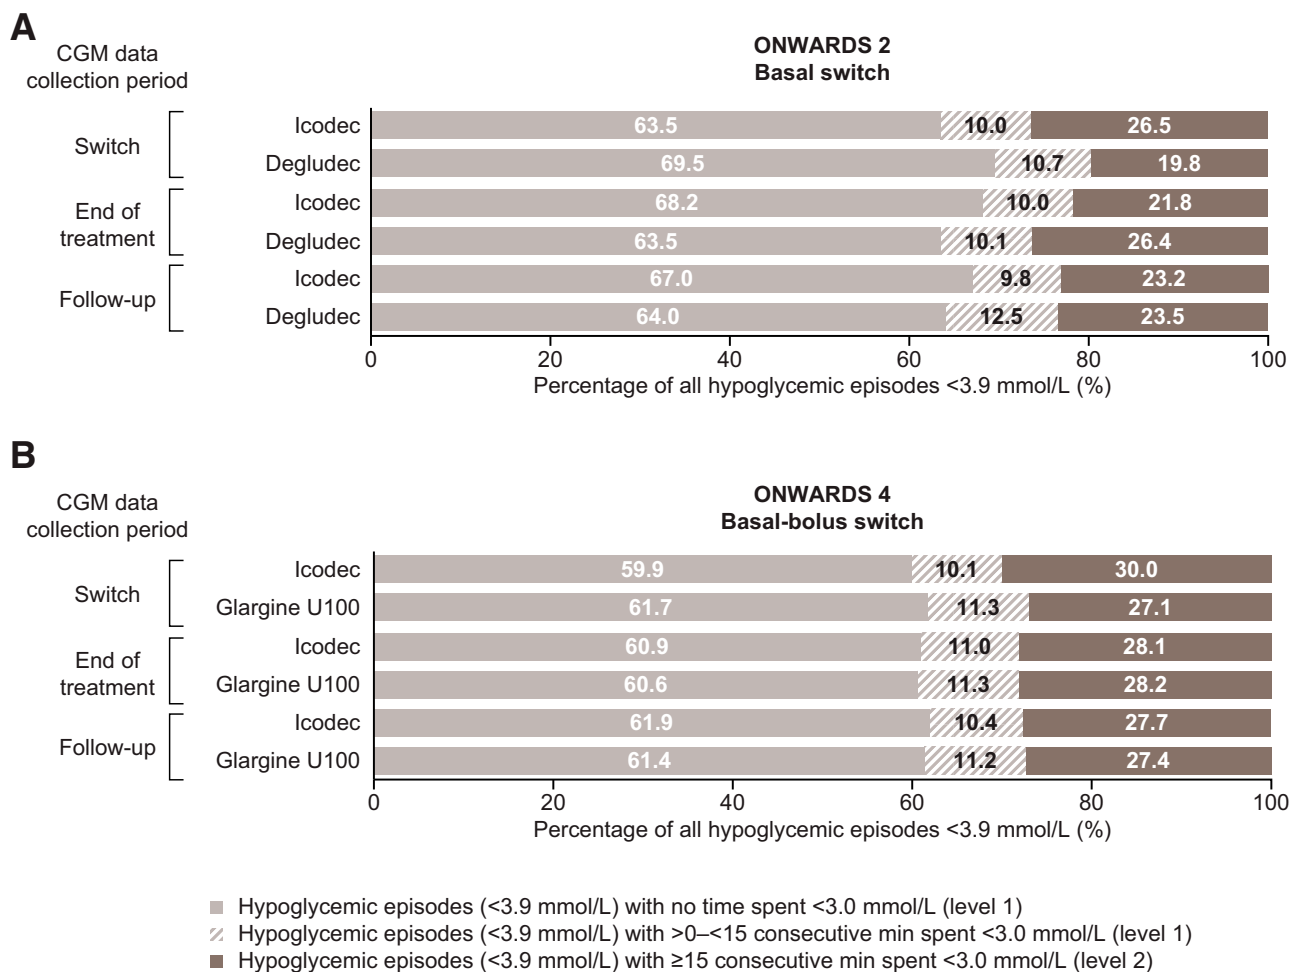 A
CGM data
collection period
ONWARDS 2
Basal switch
Switch
Icodec 63.5 10.0 26.5
Degludec 69.5 10.7 19.8
End of
treatment
Icodec 68.2 10.0 21.8
Degludec 63.5 10.1 26.4
Follow-up
Icodec 67.0 9.8 23.2
Degludec 64.0 12.5 23.5
0 20 40 60 80 100
Percentage of all hypoglycemic episodes <3.9 mmol/L (%)
B
CGM data
collection period
ONWARDS 4
Basal-bolus switch
Switch
Icodec 59.9 10.1 30.0
Glargine U100 61.7 11.3 27.1
End of
treatment
Icodec 60.9 11.0 28.1
Glargine U100 60.6 11.3 28.2
Follow-up
Icodec 61.9 10.4 27.7
Glargine U100 61.4 11.2 27.4
0 20 40 60 80 100
Percentage of all hypoglycemic episodes <3.9 mmol/L (%)
Hypoglycemic episodes (<3.9 mmol/L) with no time spent <3.0 mmol/L (level 1)
Hypoglycemic episodes (<3.9 mmol/L) with >0–<15 consecutive min spent <3.0 mmol/L (level 1)
Hypoglycemic episodes (<3.9 mmol/L) with ≥15 consecutive min spent <3.0 mmol/L (level 2)